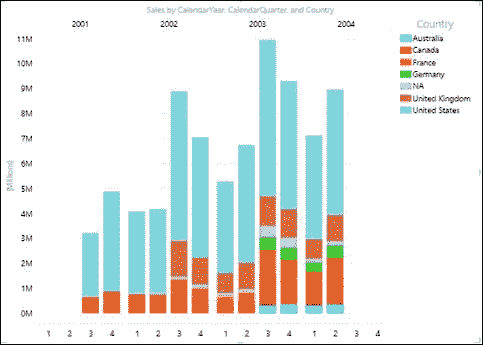 Sales by CalendarYear, CalendarQuarter, and Country
2001 2002 2003 2004
Country
Australia
Canada
France
Germany
NA
United Kingdom
United States
11M
10M
9M
8M
7M
6M
5M
4M
3M
2M
1M
0M
(Millions)
1 2 3 4 1 2 3 4 1 2 3 4 1 2 3 4